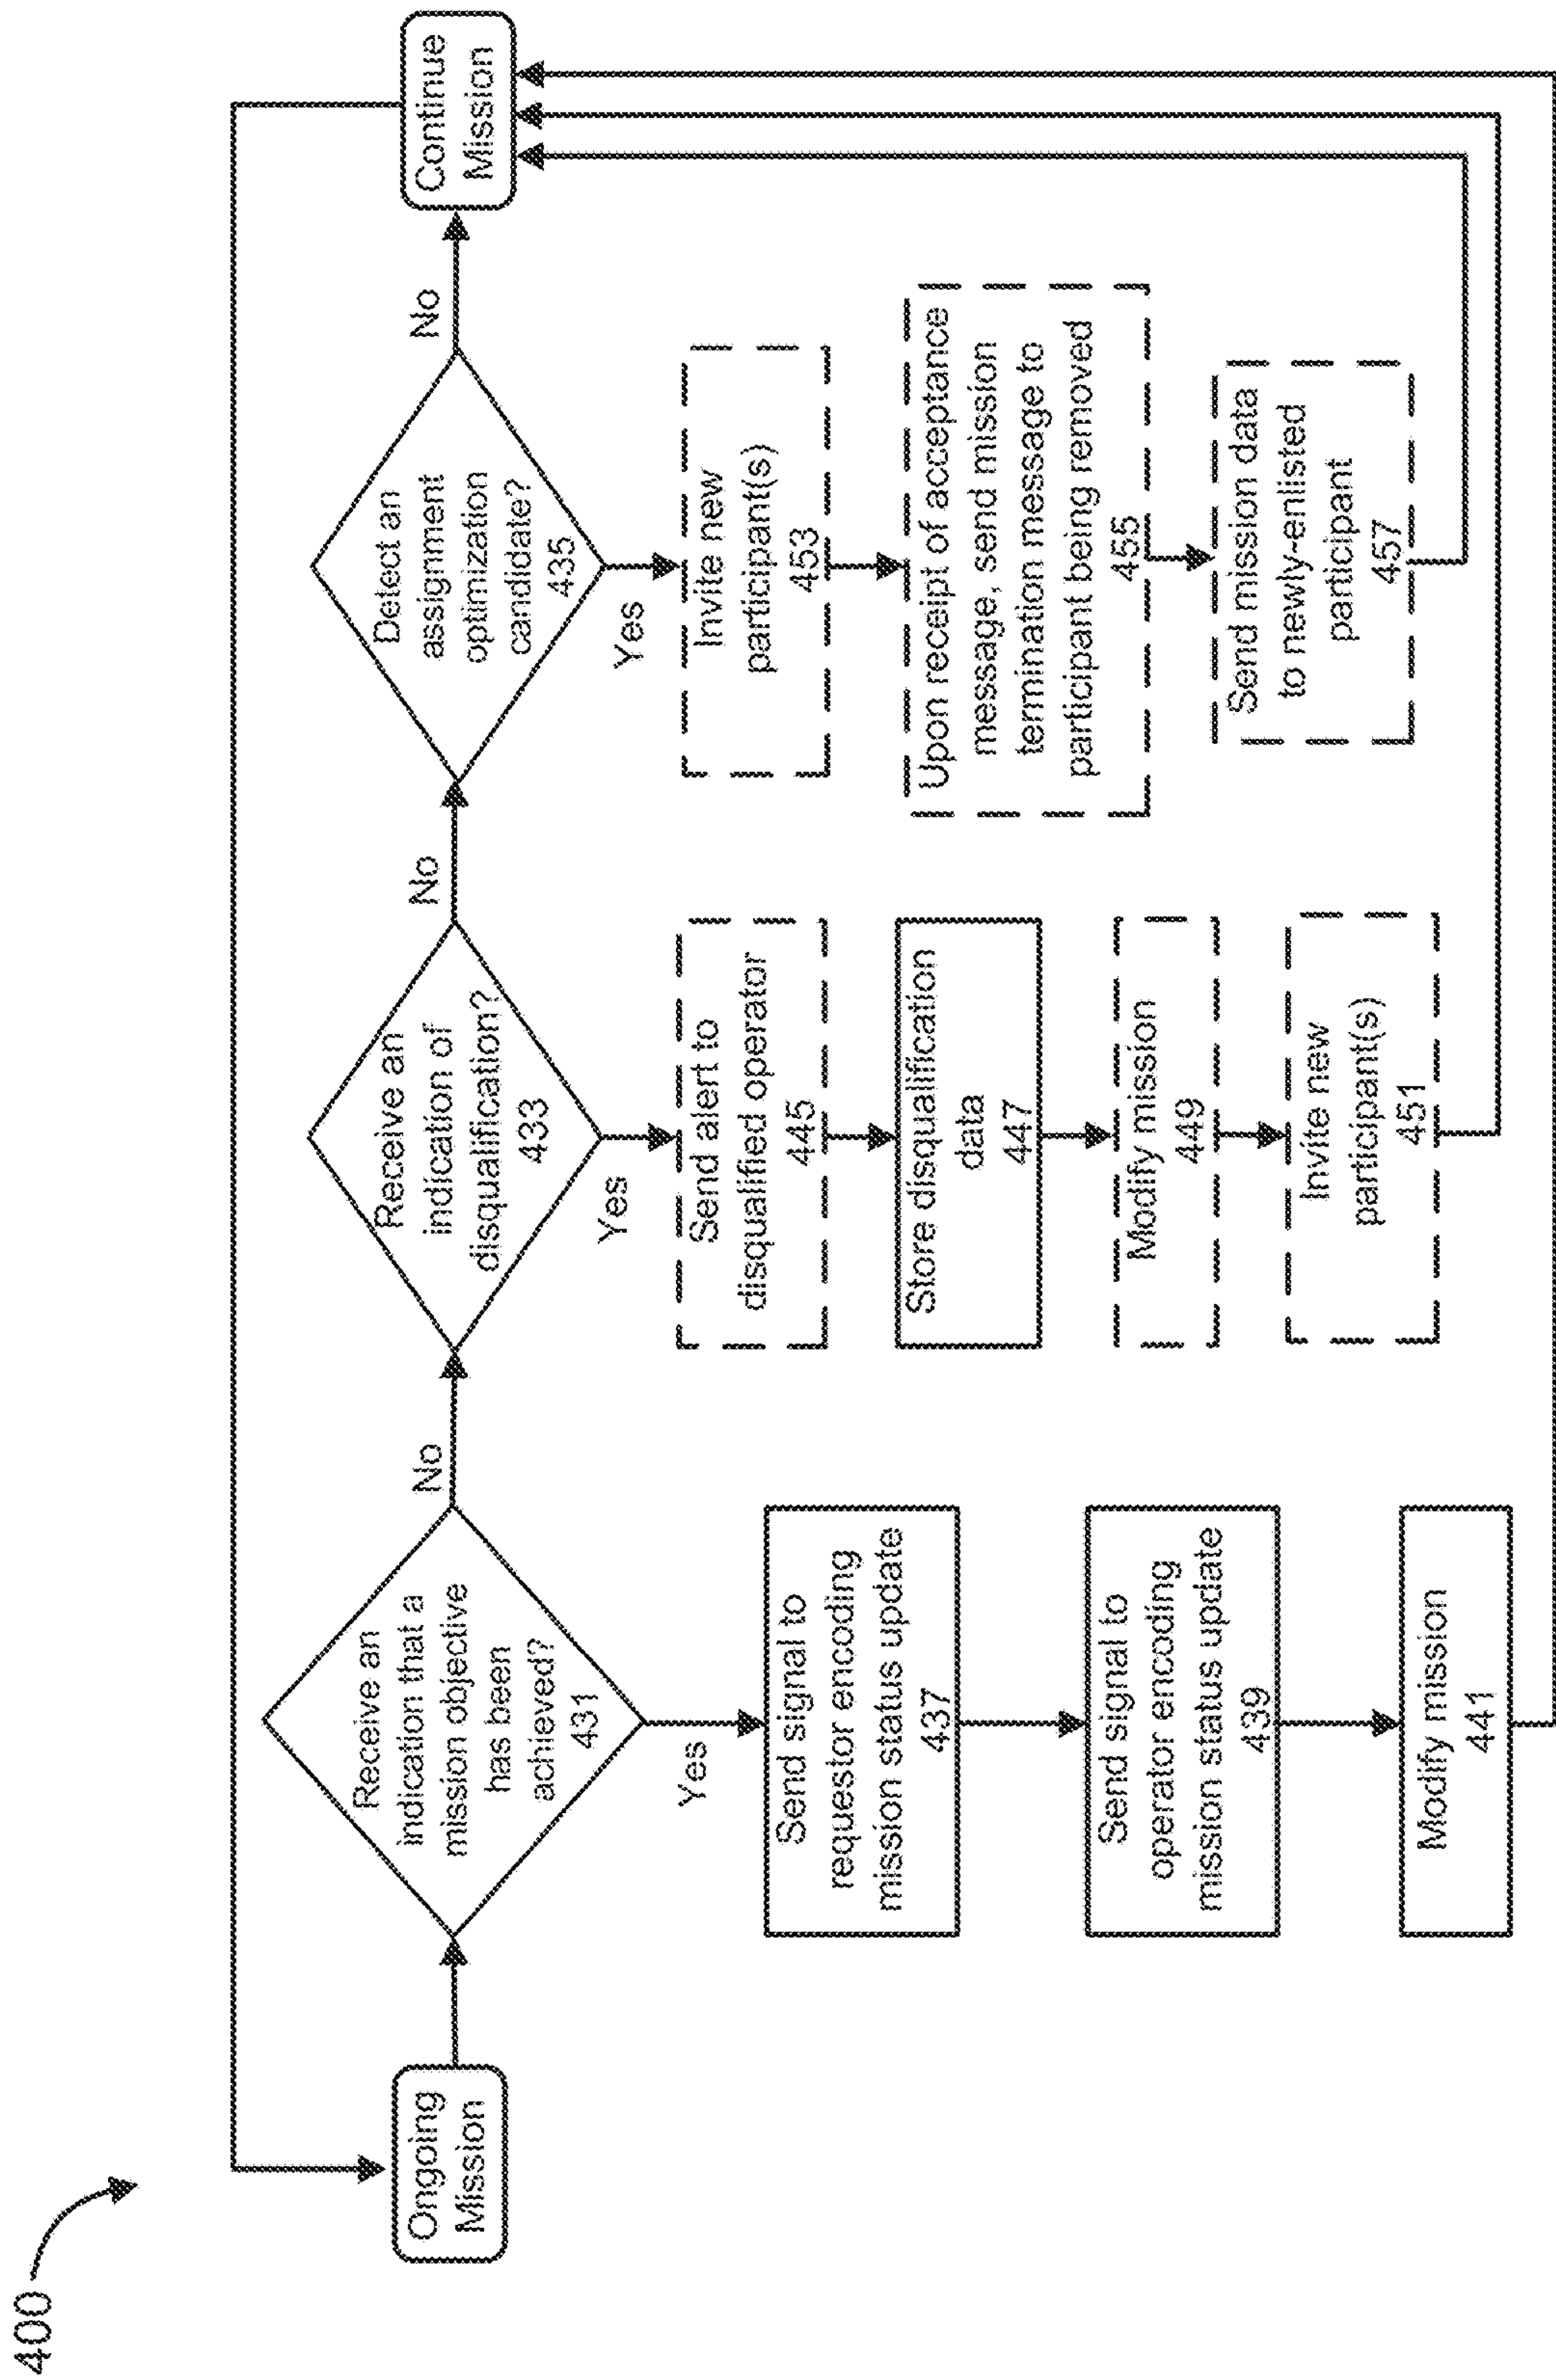 400
Ongoing
Mission
Receive an
indication that a
mission objective
has been
achieved?
431
No
Yes
Send signal to
requestor encoding
mission status update
437
Send signal to
operator encoding
mission status update
439
Modify mission
441
Receive an
indication of
disqualification?
433
No
Yes
Send alert to
disqualified operator
445
Store disqualification
data
447
Modify mission
449
Invite new
participant(s)
451
Detect an
assignment
optimization
candidate?
435
No
Yes
Invite new
participant(s)
453
Upon receipt of acceptance
message, send mission
termination message to
participant being removed
455
Send mission data
to newly-enlisted
participant
457
Continue
Mission